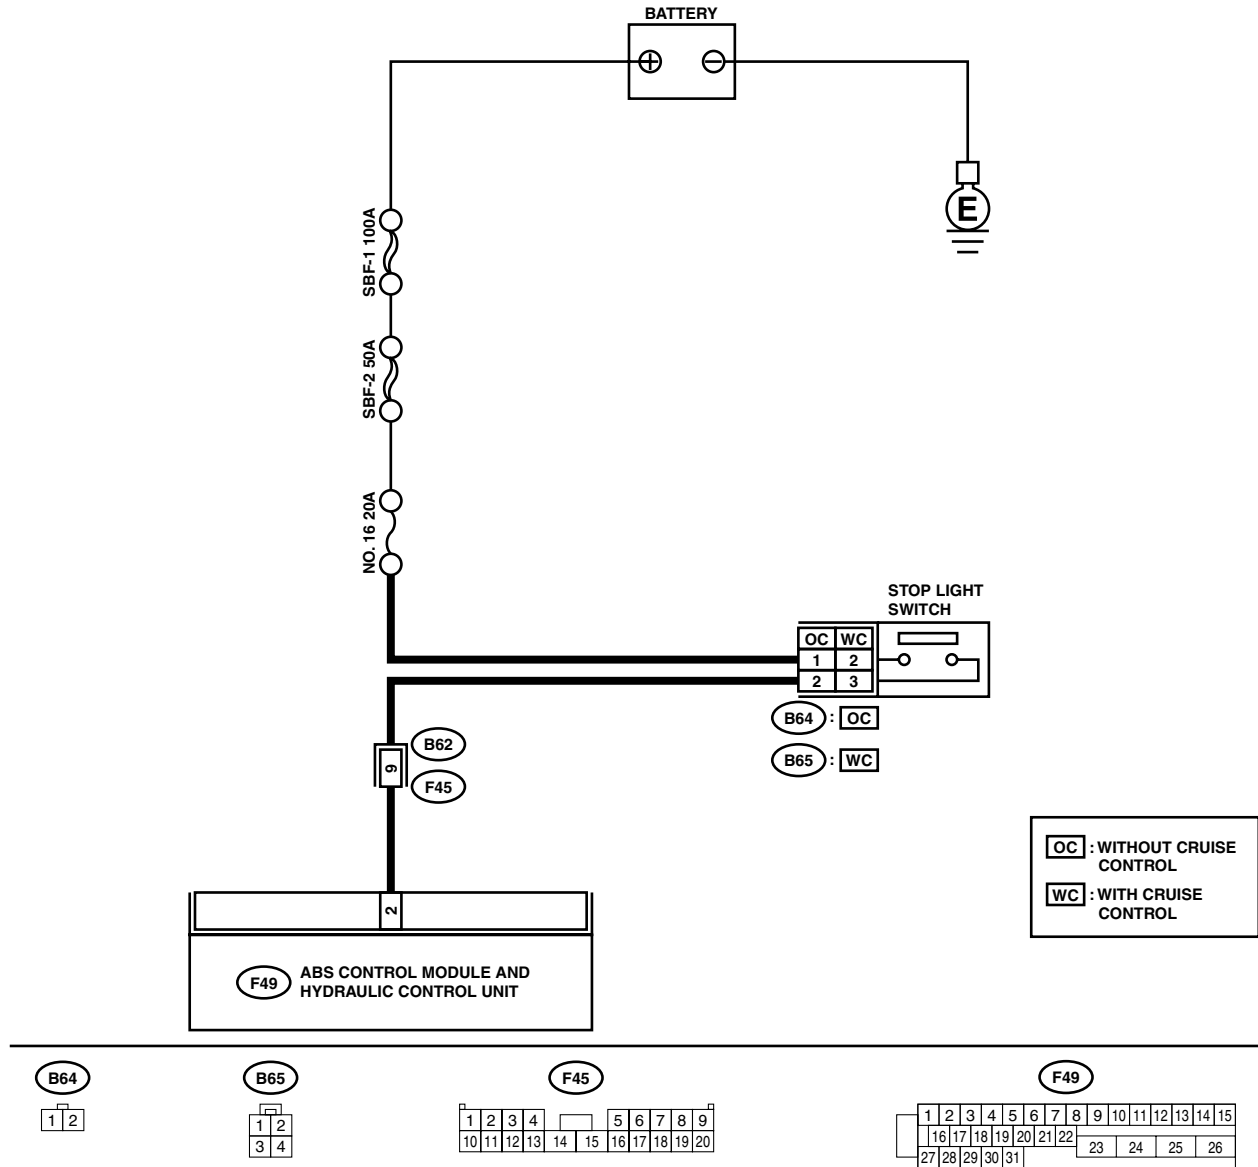 BATTERY
E
SBF-1 100A
SBF-2 50A
NO. 16 20A
STOP LIGHT
SWITCH
OC WC
1 2
2 3
B64 : OC
B65 : WC
B62
9
F45
OC : WITHOUT CRUISE
CONTROL
WC : WITH CRUISE
CONTROL
2
F49 ABS CONTROL MODULE AND
HYDRAULIC CONTROL UNIT
B64
1 2
B65
1 2
3 4
F45
1 2 3 4 5 6 7 8 9
10 11 12 13 14 15 16 17 18 19 20
F49
1 2 3 4 5 6 7 8 9 10 11 12 13 14 15
16 17 18 19 20 21 22 23 24 25 26
27 28 29 30 31